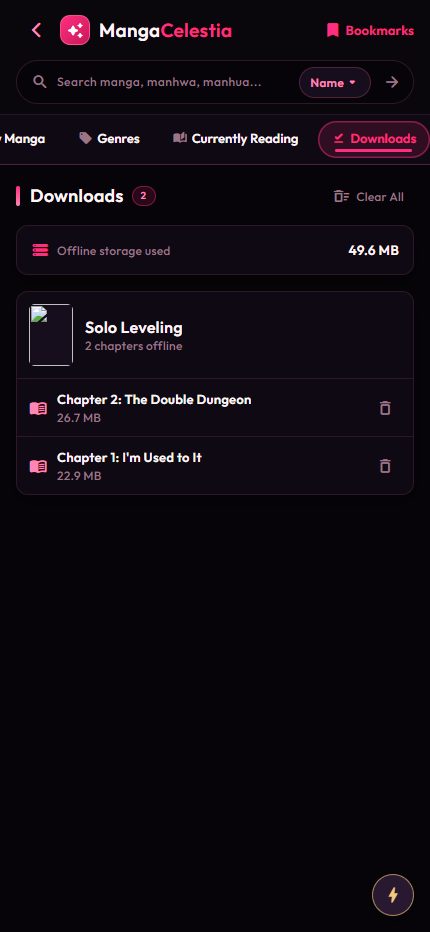 MangaCelestia
Bookmarks
Search manga, manhwa, manhua...
Name
Manga
Genres
Currently Reading
Downloads
Downloads
2
Clear All
Offline storage used
49.6 MB
Solo Leveling
2 chapters offline
Chapter 2: The Double Dungeon
26.7 MB
Chapter 1: I'm Used to It
22.9 MB